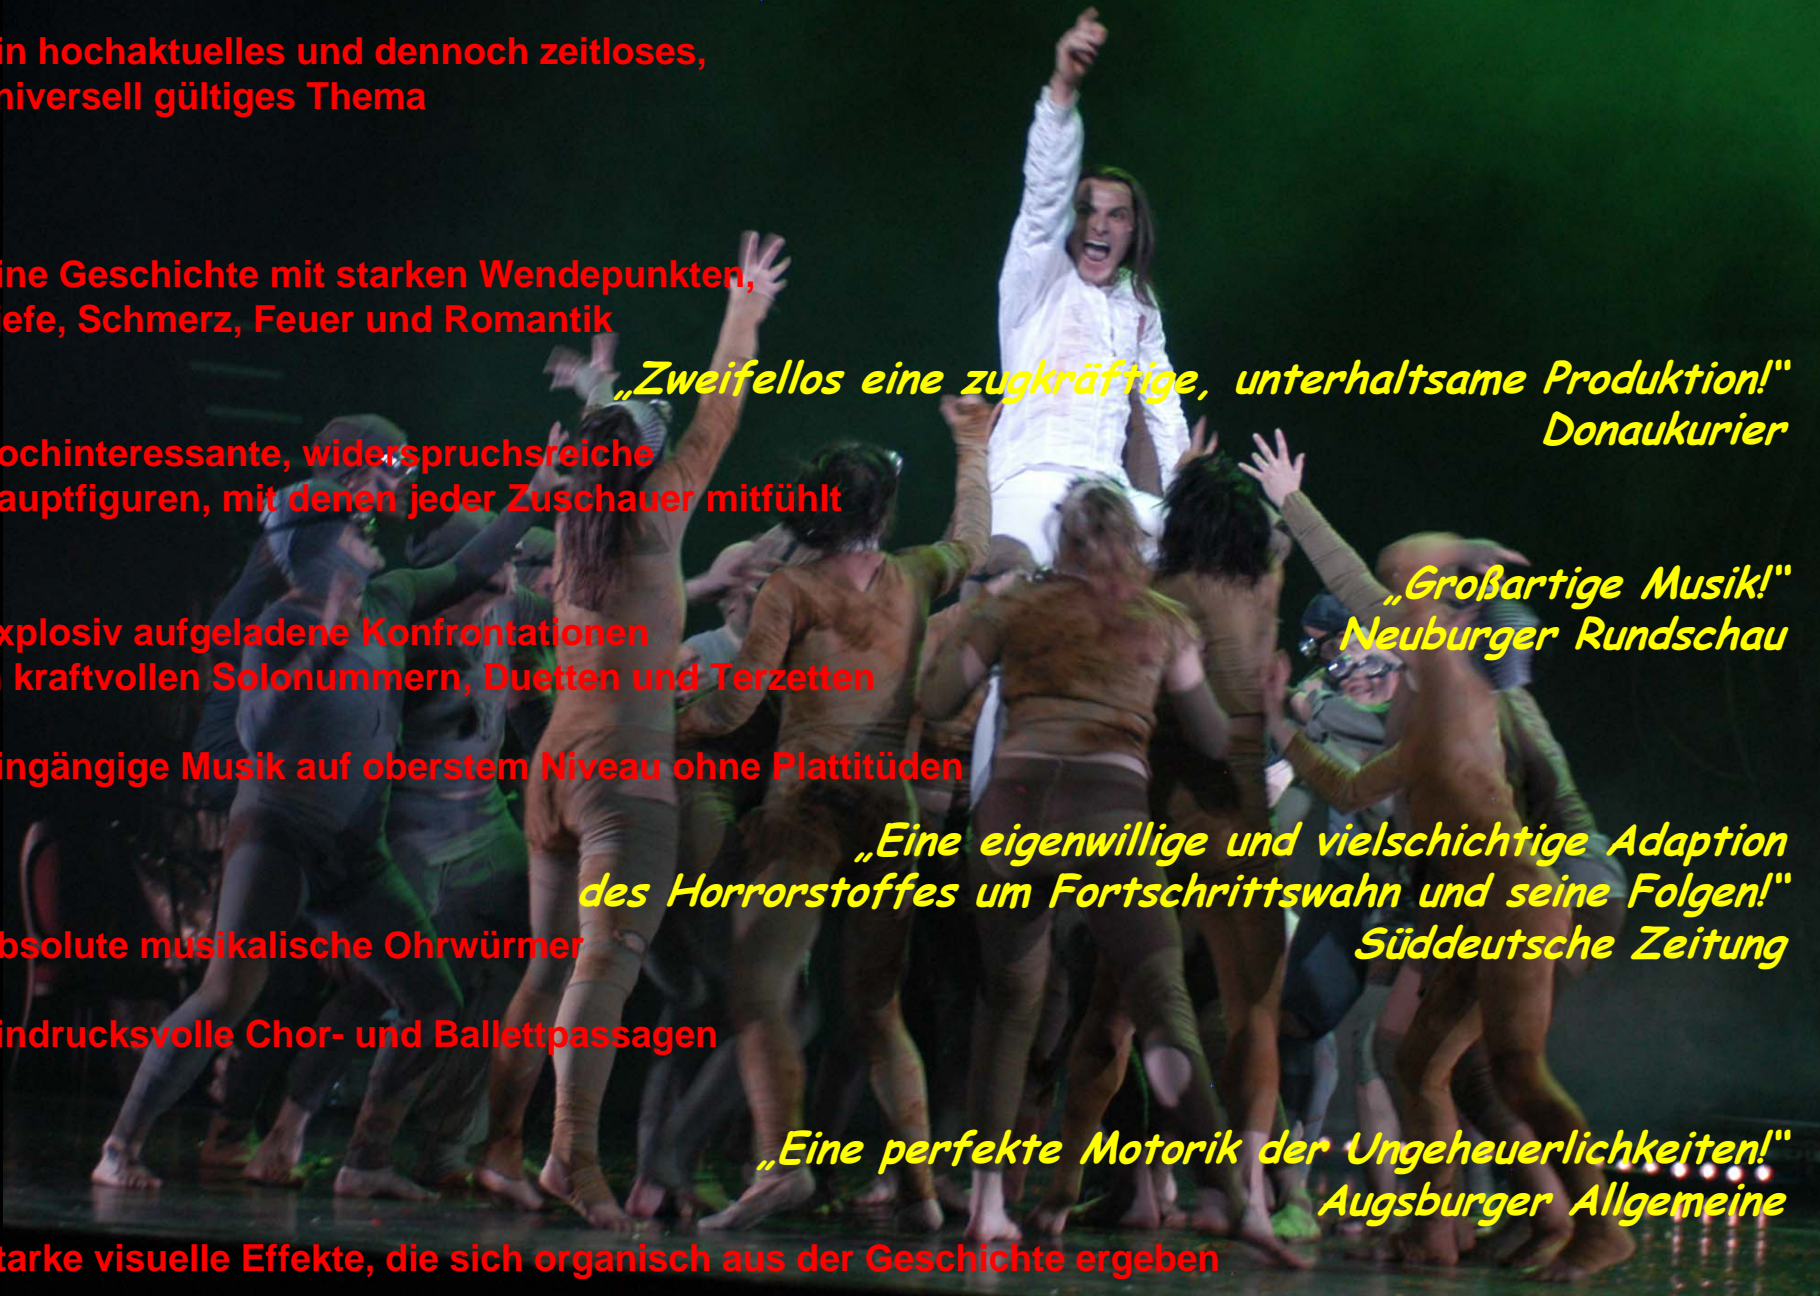 in hochaktuelles und dennoch zeitloses,
niversell gültiges Thema
ine Geschichte mit starken Wendepunkten,
iefe, Schmerz, Feuer und Romantik
„Zweifellos eine zugkräftige, unterhaltsame Produktion!“
Donaukurier
ochinteressante, widerspruchsreiche
auptfiguren, mit denen jeder Zuschauer mitfühlt
„Großartige Musik!“
Neuburger Rundschau
xplosiv aufgeladene Konfrontationen
kraftvollen Solonummern, Duetten und Terzetten
ingängige Musik auf oberstem Niveau ohne Plattitüden
„Eine eigenwillige und vielschichtige Adaption
des Horrorstoffes um Fortschrittswahn und seine Folgen!“
Süddeutsche Zeitung
bsolute musikalische Ohrwürmer
indrucksvolle Chor- und Ballettpassagen
„Eine perfekte Motorik der Ungeheuerlichkeiten!“
Augsburger Allgemeine
tarke visuelle Effekte, die sich organisch aus der Geschichte ergeben